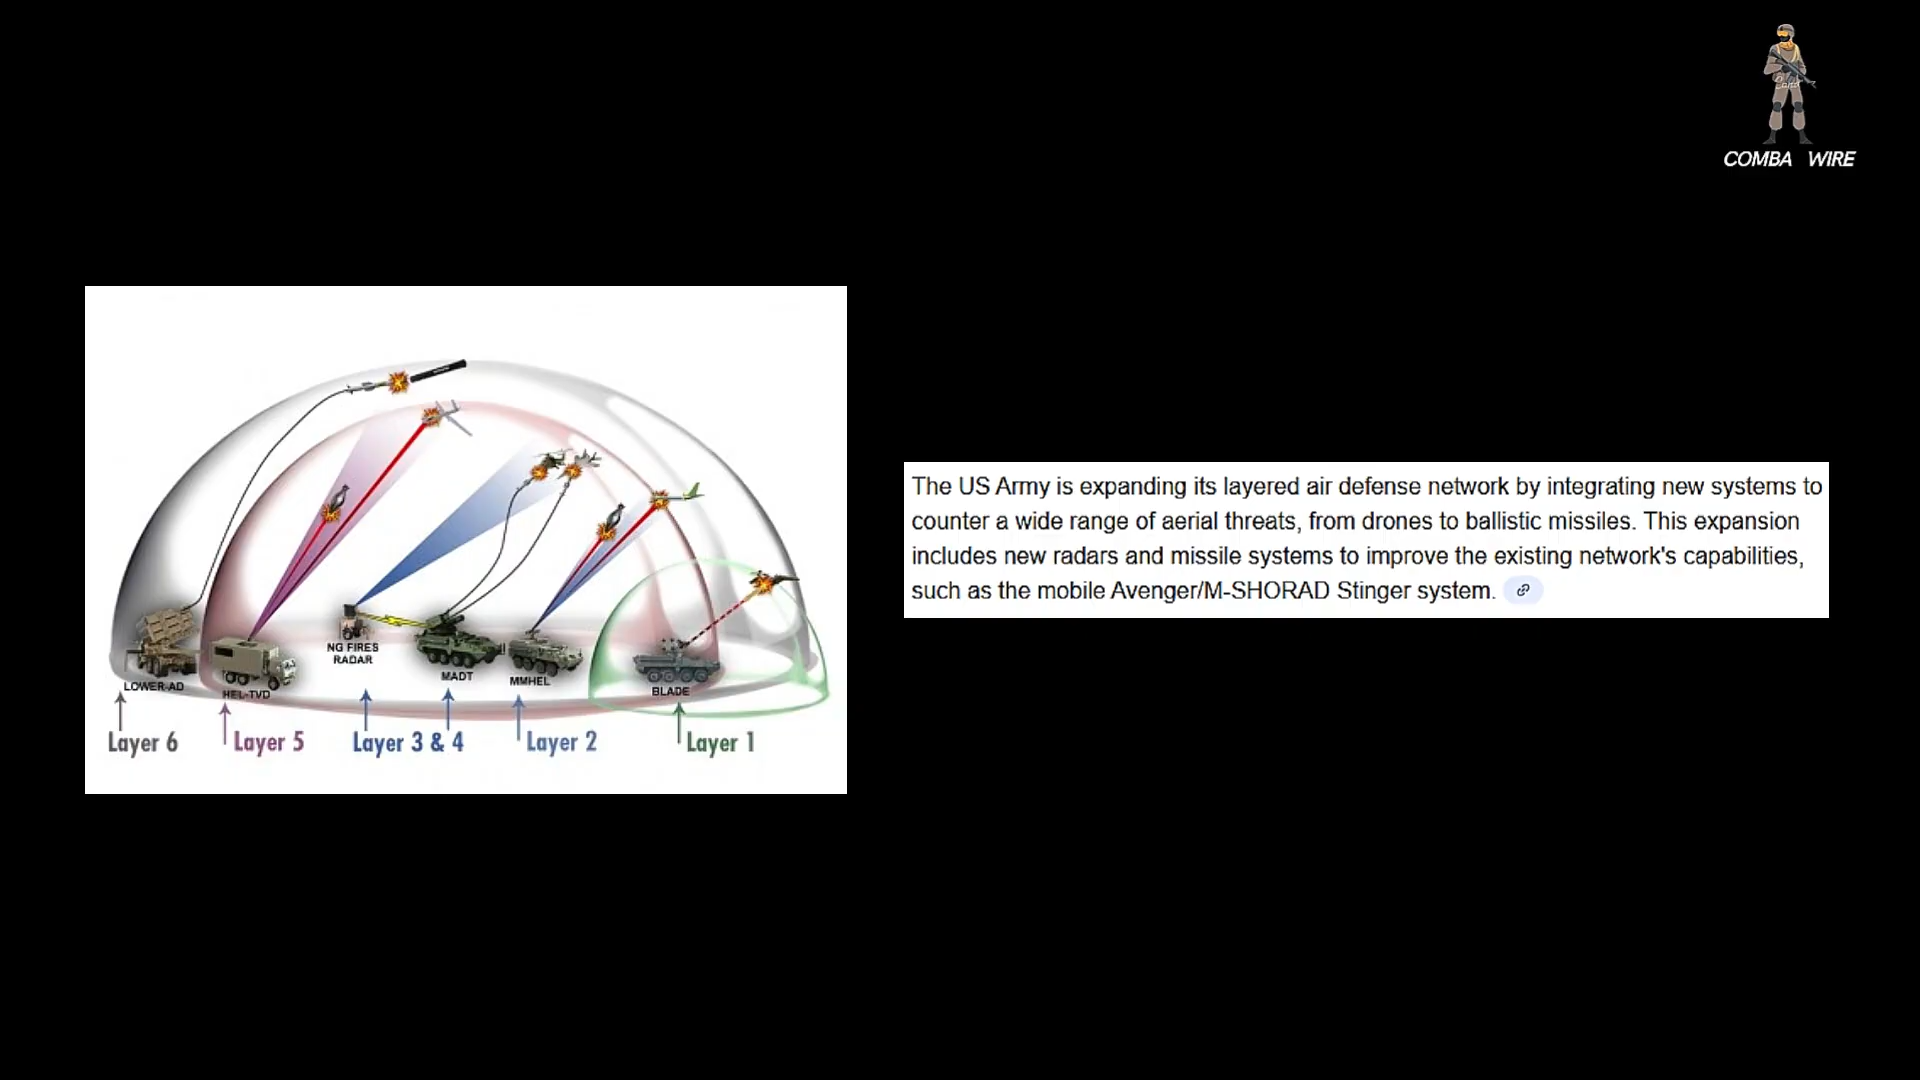 COMBA WIRE
LOWER-AD
HEL-TVD
NG FIRES
RADAR
MADT
MMHEL
BLADE
Layer 6
Layer 5
Layer 3 & 4
Layer 2
Layer 1
The US Army is expanding its layered air defense network by integrating new systems to
counter a wide range of aerial threats, from drones to ballistic missiles. This expansion
includes new radars and missile systems to improve the existing network's capabilities,
such as the mobile Avenger/M-SHORAD Stinger system.